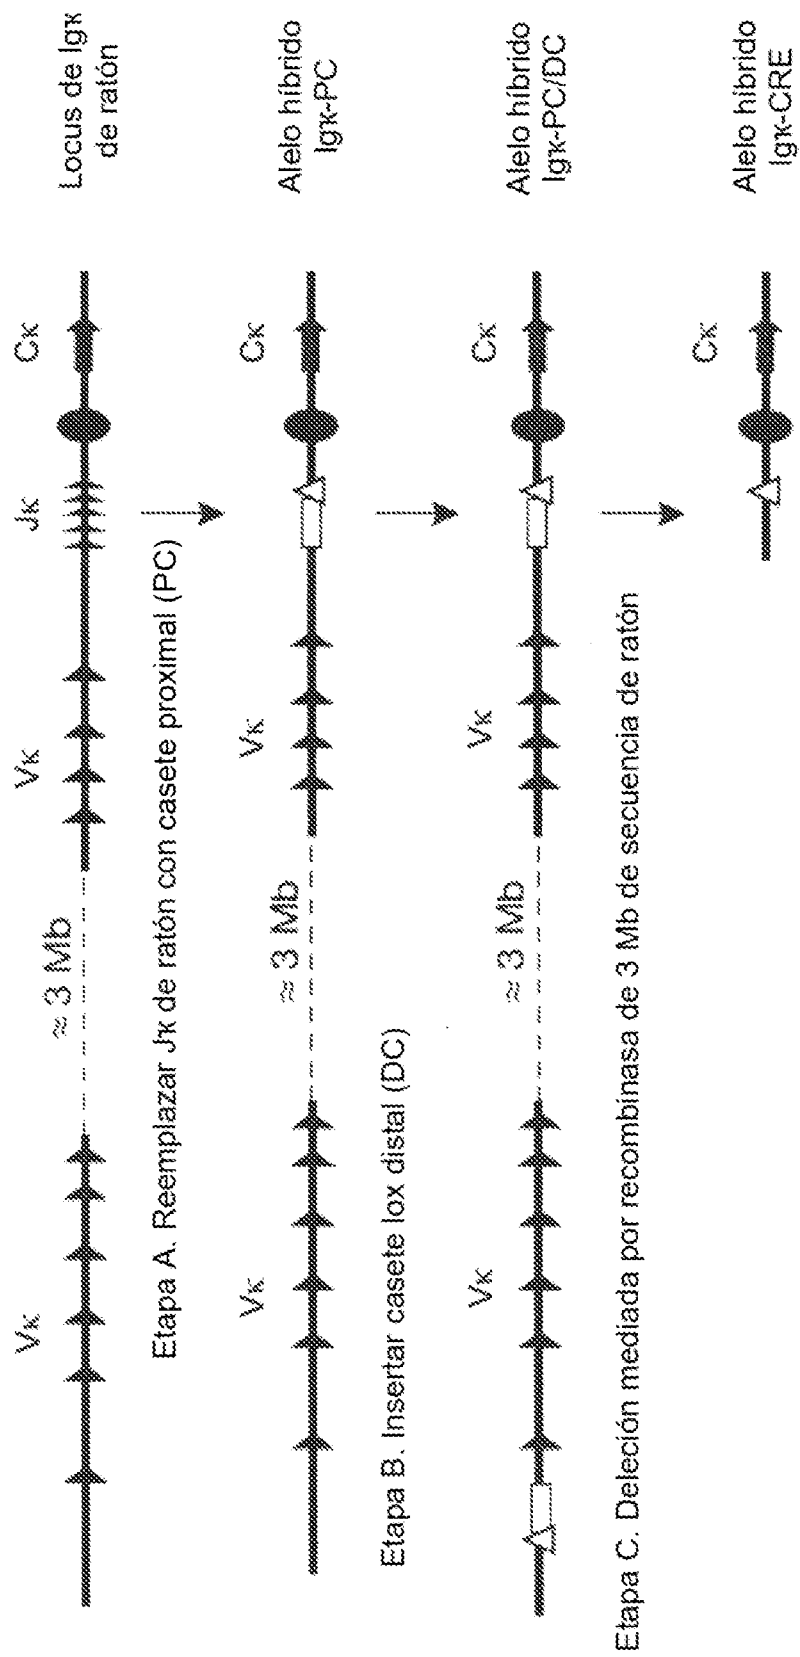 Vκ
≈ 3 Mb
Vκ
Jκ
Cκ
Locus de Igκ
de ratón
Etapa A. Reemplazar Jκ de ratón con casete proximal (PC)
Vκ
≈ 3 Mb
Vκ
Cκ
Alelo híbrido
Igκ-PC
Etapa B. Insertar casete lox distal (DC)
Vκ
≈ 3 Mb
Vκ
Cκ
Alelo híbrido
Igκ-PC/DC
Etapa C. Deleción mediada por recombinasa de 3 Mb de secuencia de ratón
Cκ
Alelo híbrido
Igκ-CRE